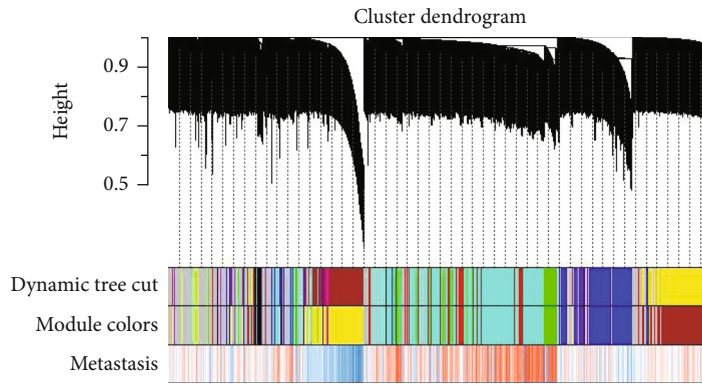 Cluster dendrogram
Height
0.9
0.7
0.5
Dynamic tree cut
Module colors
Metastasis